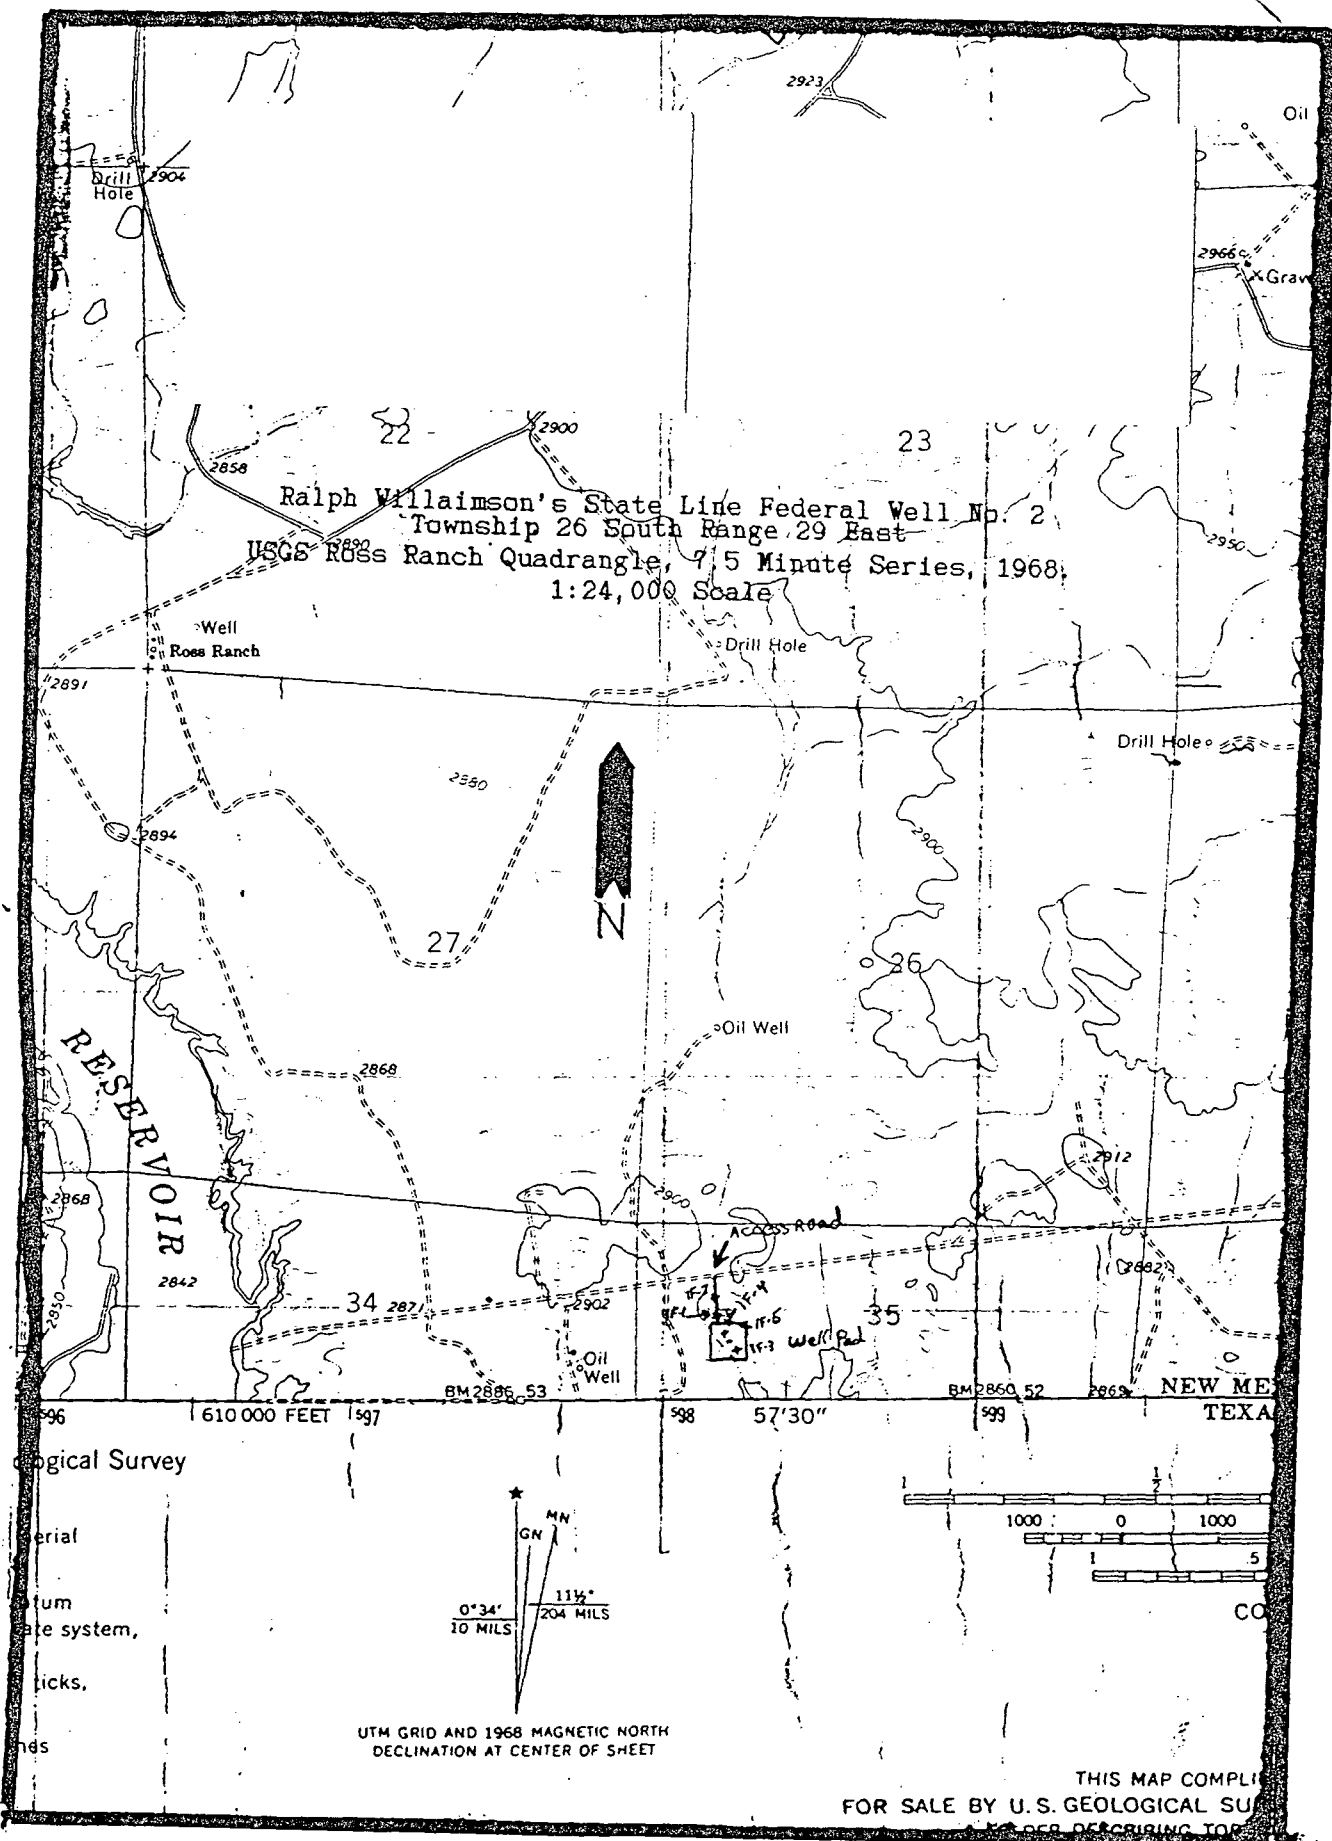 2923
Oil
Drill
Hole
2904
2966
Grav
22
2900
23
2858
Ralph Willaimson's State Line Federal Well No. 2
Township 26 South Range 29 East
2890
2950
USGS Ross Ranch Quadrangle, 7.5 Minute Series, 1968.
1:24,000 Scale
Well
Ross Ranch
Drill Hole
2891
Drill Hole
2880
2894
2900
N
27
26
Oil Well
RESERVOIR
2868
2912
2868
2900
Access Road
2882
2842
2850
34
2871
2902
IF-4
35
IF-3
Well Pad
Oil
Well
BM 2886
53
BM 2860
52
2869
NEW ME
TEXA
596
610 000 FEET
597
598
57'30"
599
ogical Survey
1
1/2
MN
GN
1000
0
1000
erial
1
.5
0°34'
10 MILS
11½°
204 MILS
tum
ate system,
CO
ticks,
UTM GRID AND 1968 MAGNETIC NORTH
DECLINATION AT CENTER OF SHEET
THIS MAP COMPLI
FOR SALE BY U.S. GEOLOGICAL SU